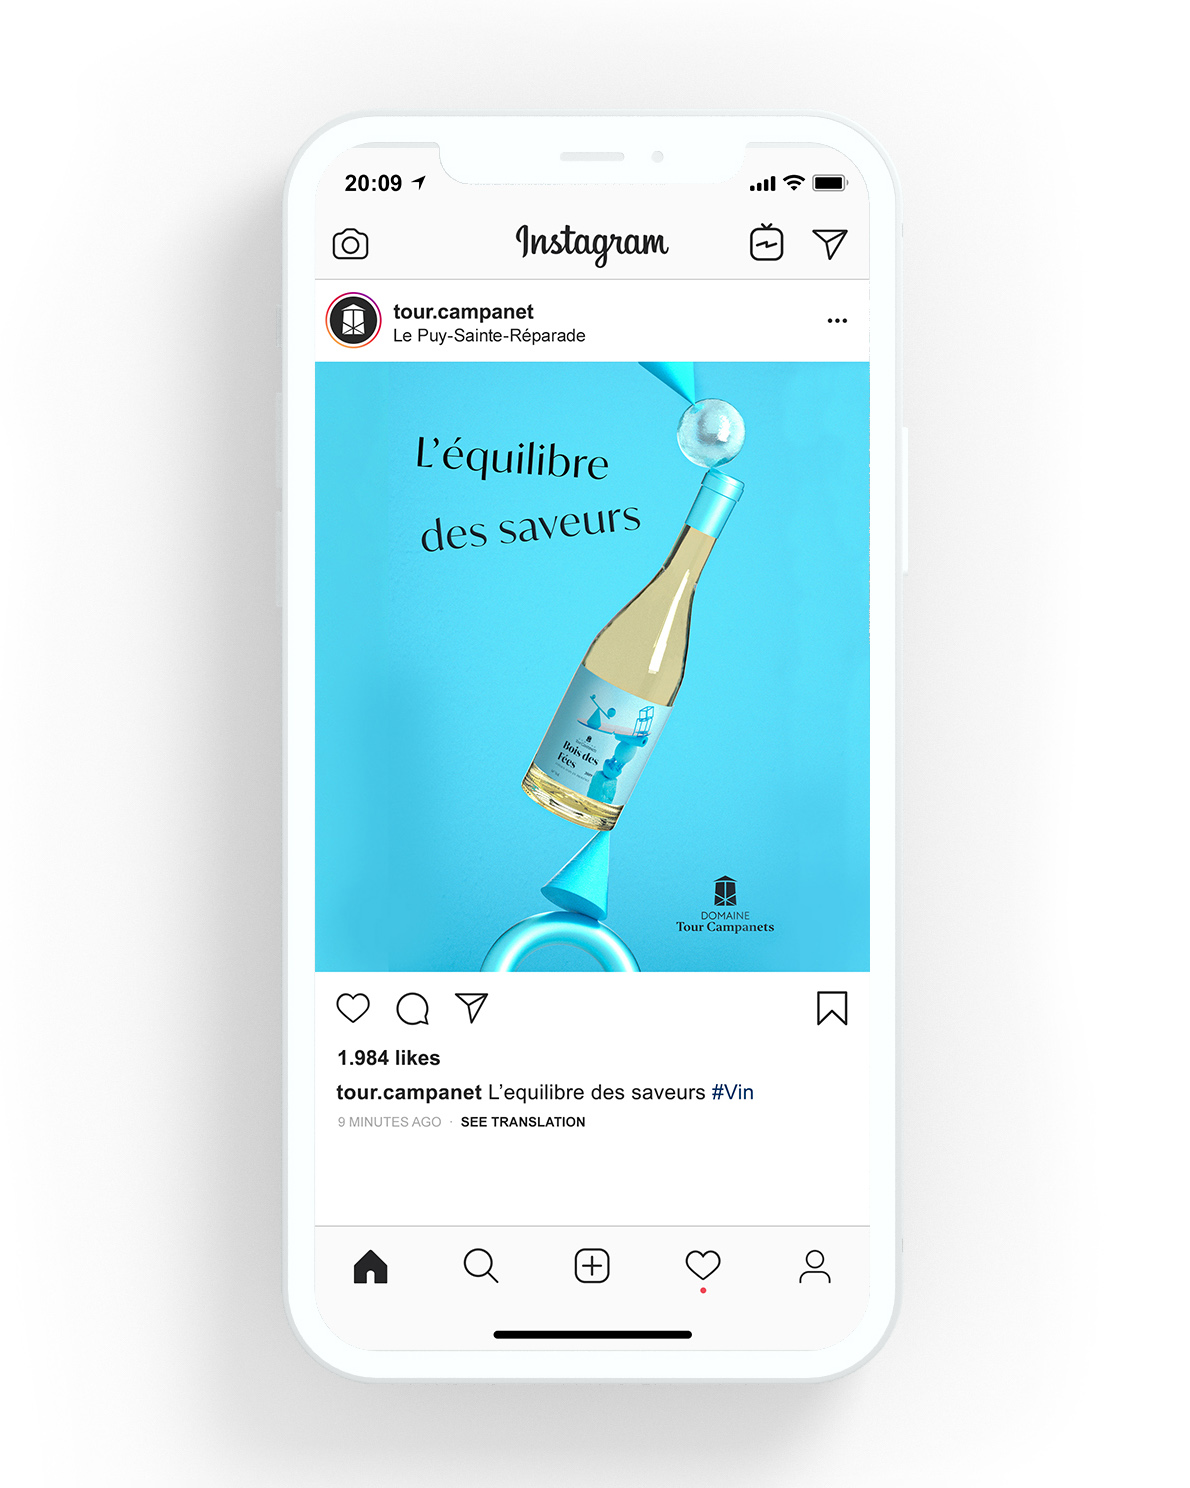 20:09
Instagram
tour.campanet
Le Puy-Sainte-Réparade
L'équilibre
des saveurs
Bois des
Fées
DOMAINE
Tour Campanets
1.984 likes
tour.campanet L'equilibre des saveurs #Vin
9 MINUTES AGO · SEE TRANSLATION